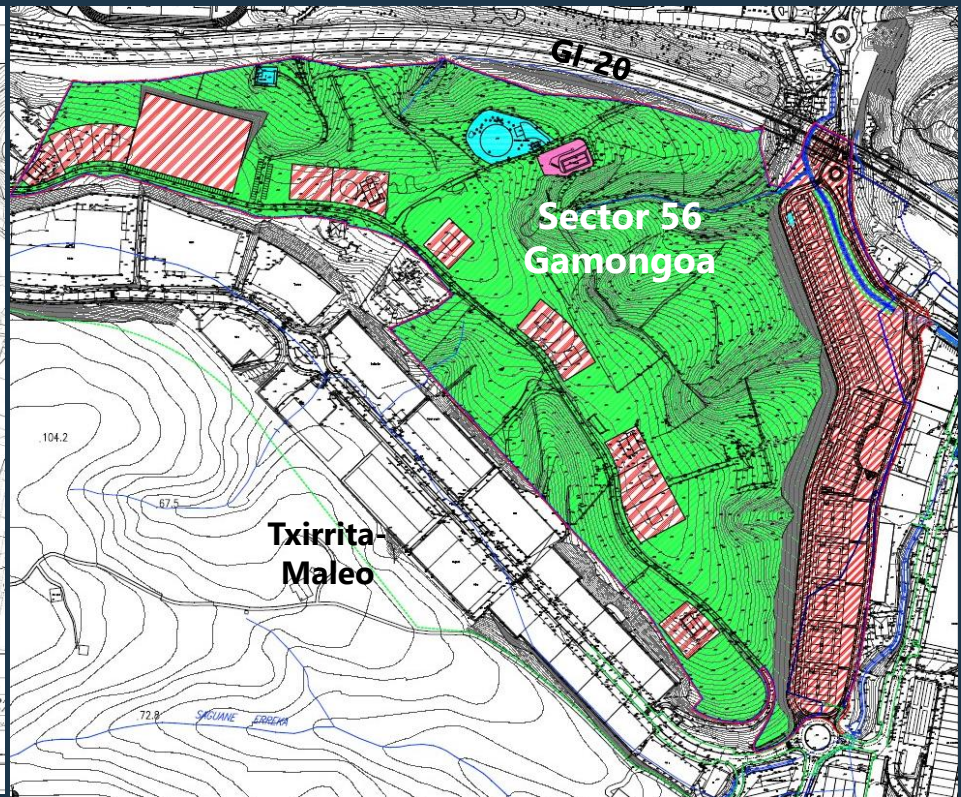 GI-20
Sector 56
Gamongoa
104.2
67.5
Txirrita-
Maleo
72.8
SAGUANE ERREKA